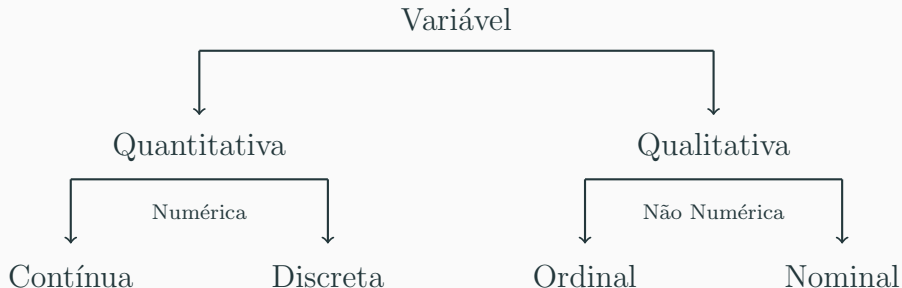 Variável
Quantitativa Qualitativa
Numérica Não Numérica
Contínua Discreta Ordinal Nominal